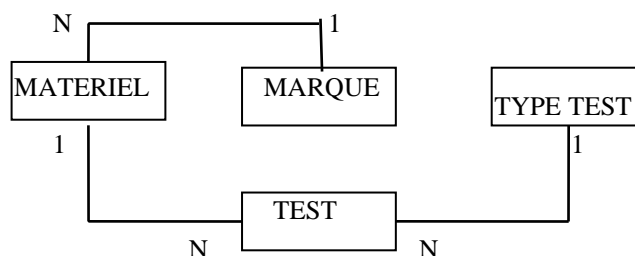 N 1
MATERIEL MARQUE TYPE TEST
1 1
TEST
N N